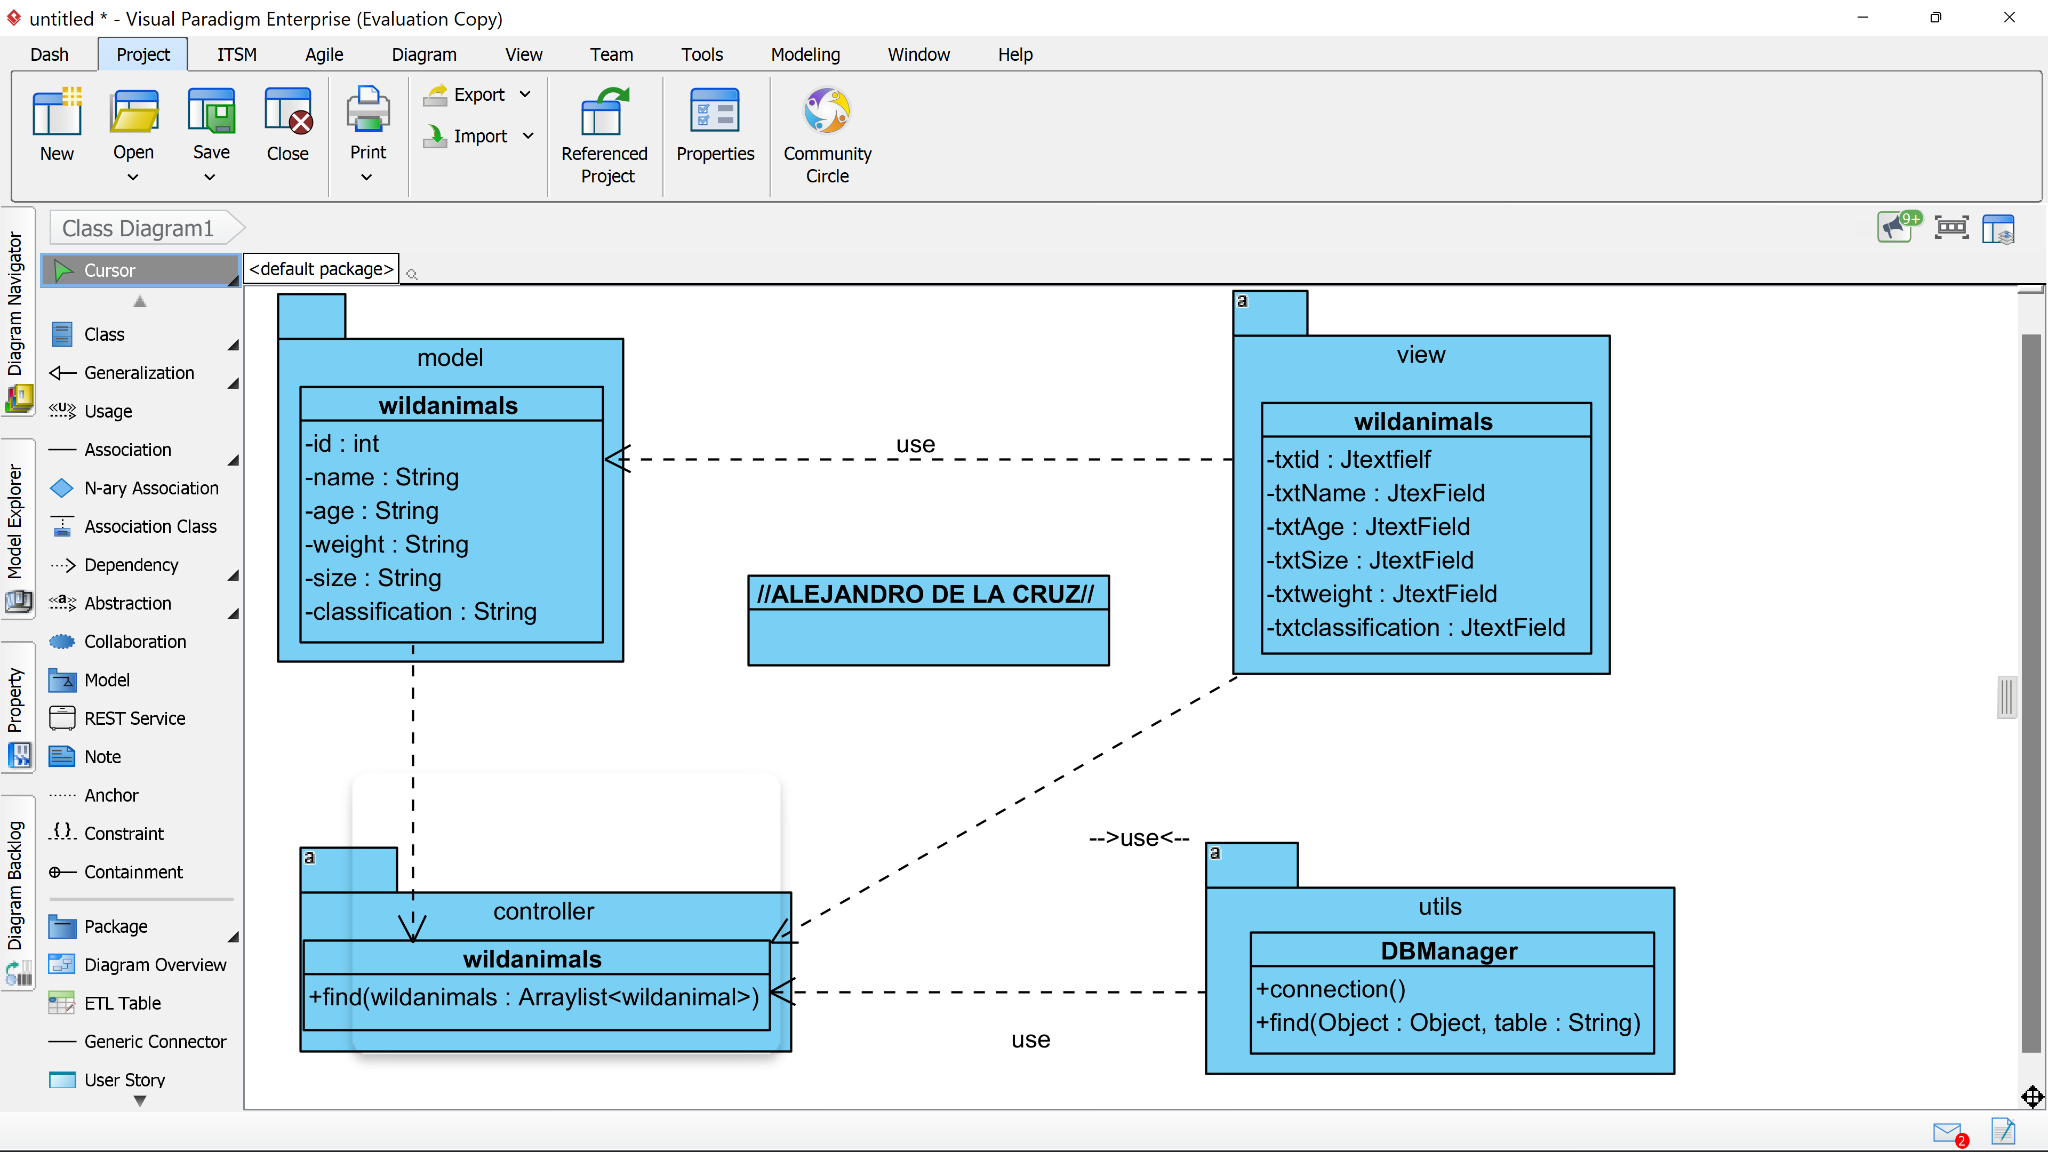 untitled * - Visual Paradigm Enterprise (Evaluation Copy)
Dash Project ITSM Agile Diagram View Team Tools Modeling Window Help
New
Open
Save
Close
Print
Export
Import
Referenced
Project
Properties
Community
Circle
Class Diagram1
9+
Diagram Navigator
Model Explorer
Property
Diagram Backlog
Cursor
Class
Generalization
<<U>> Usage
Association
N-ary Association
Association Class
Dependency
<<a>> Abstraction
Collaboration
Model
REST Service
Note
Anchor
{} Constraint
Containment
Package
Diagram Overview
ETL Table
Generic Connector
User Story
<default package>
model
wildanimals
-id : int
-name : String
-age : String
-weight : String
-size : String
-classification : String
use
a
view
wildanimals
-txtid : Jtextfielf
-txtName : JtexField
-txtAge : JtextField
-txtSize : JtextField
-txtweight : JtextField
-txtclassification : JtextField
//ALEJANDRO DE LA CRUZ//
-->use<--
a
controller
wildanimals
+find(wildanimals : Arraylist<wildanimal>)
use
a
utils
DBManager
+connection()
+find(Object : Object, table : String)
2